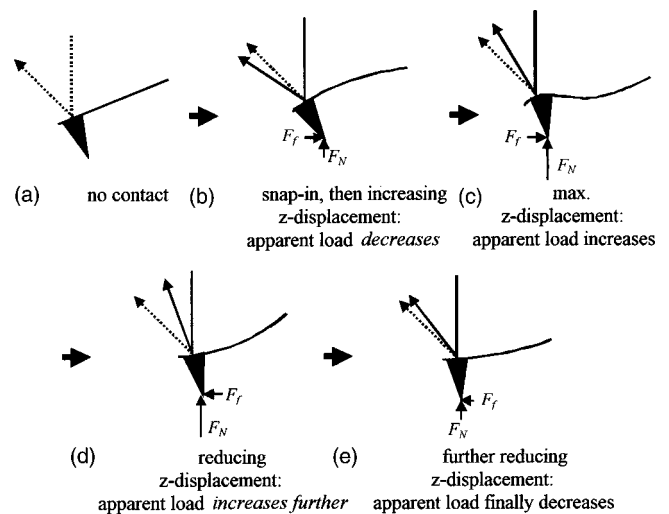 F_f
F_N
F_f
F_N
(a) no contact
(b) snap-in, then increasing
z-displacement:
apparent load decreases
(c) max.
z-displacement:
apparent load increases
F_f
F_N
F_f
F_N
(d) reducing
z-displacement:
apparent load increases further
(e) further reducing
z-displacement:
apparent load finally decreases